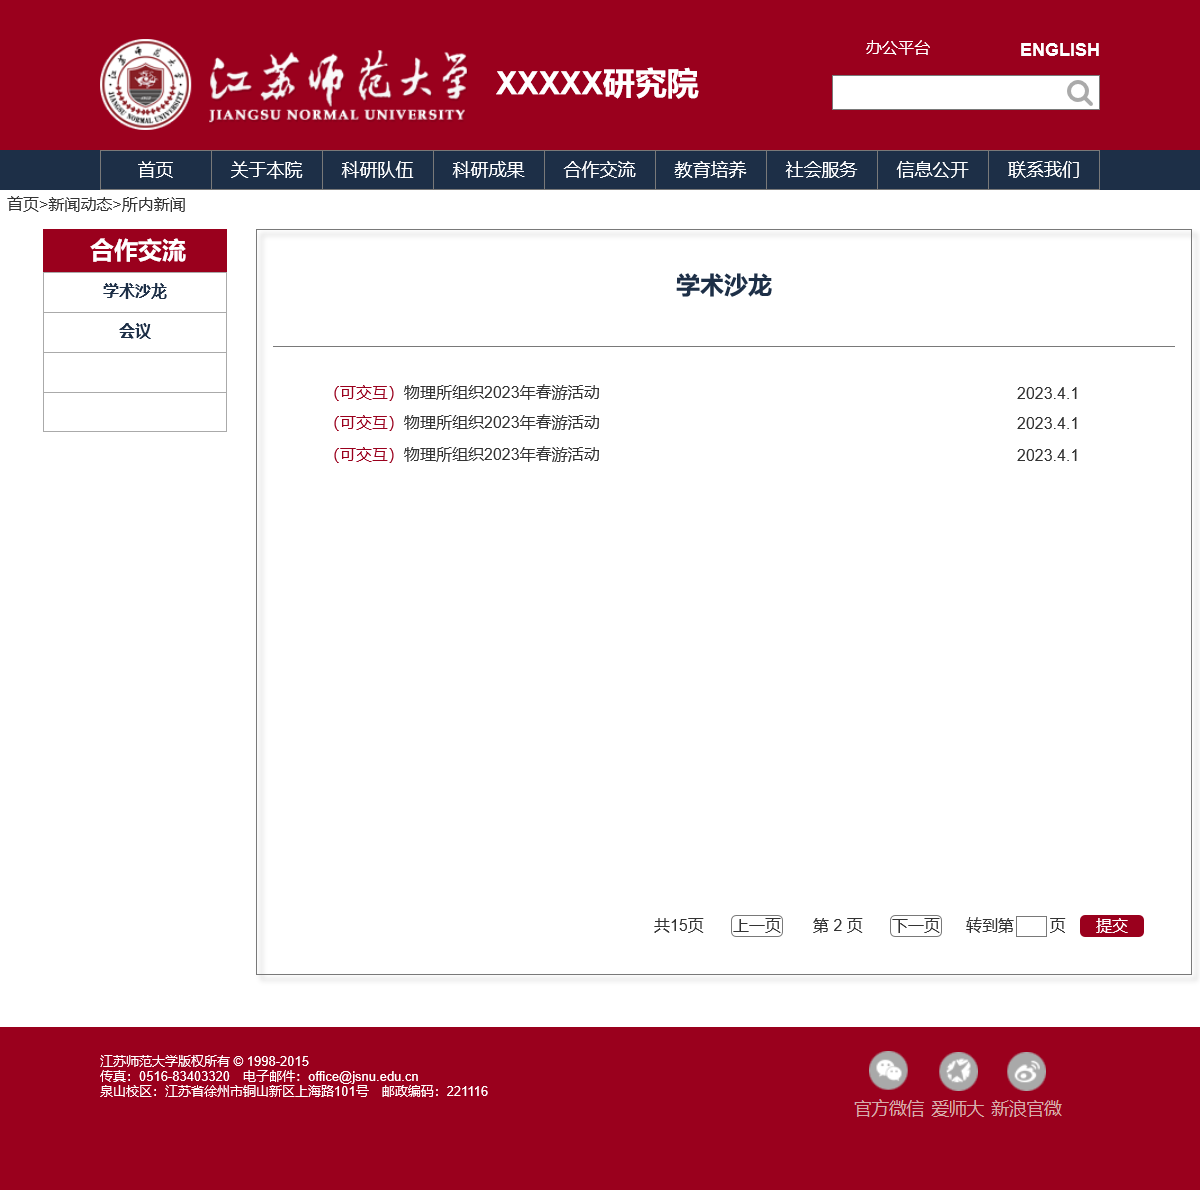 办公平台
ENGLISH
江苏师范大学
JIANGSU NORMAL UNIVERSITY
XXXXX研究院
首页 关于本院 科研队伍 科研成果 合作交流 教育培养 社会服务 信息公开 联系我们
首页>新闻动态>所内新闻
合作交流
学术沙龙
会议
学术沙龙
(可交互) 物理所组织2023年春游活动 2023.4.1
(可交互) 物理所组织2023年春游活动 2023.4.1
(可交互) 物理所组织2023年春游活动 2023.4.1
共15页 上一页 第 2 页 下一页 转到第 页 提交
江苏师范大学版权所有 © 1998-2015
传真：0516-83403320 电子邮件：office@jsnu.edu.cn
泉山校区：江苏省徐州市铜山新区上海路101号 邮政编码：221116
官方微信 爱师大 新浪官微